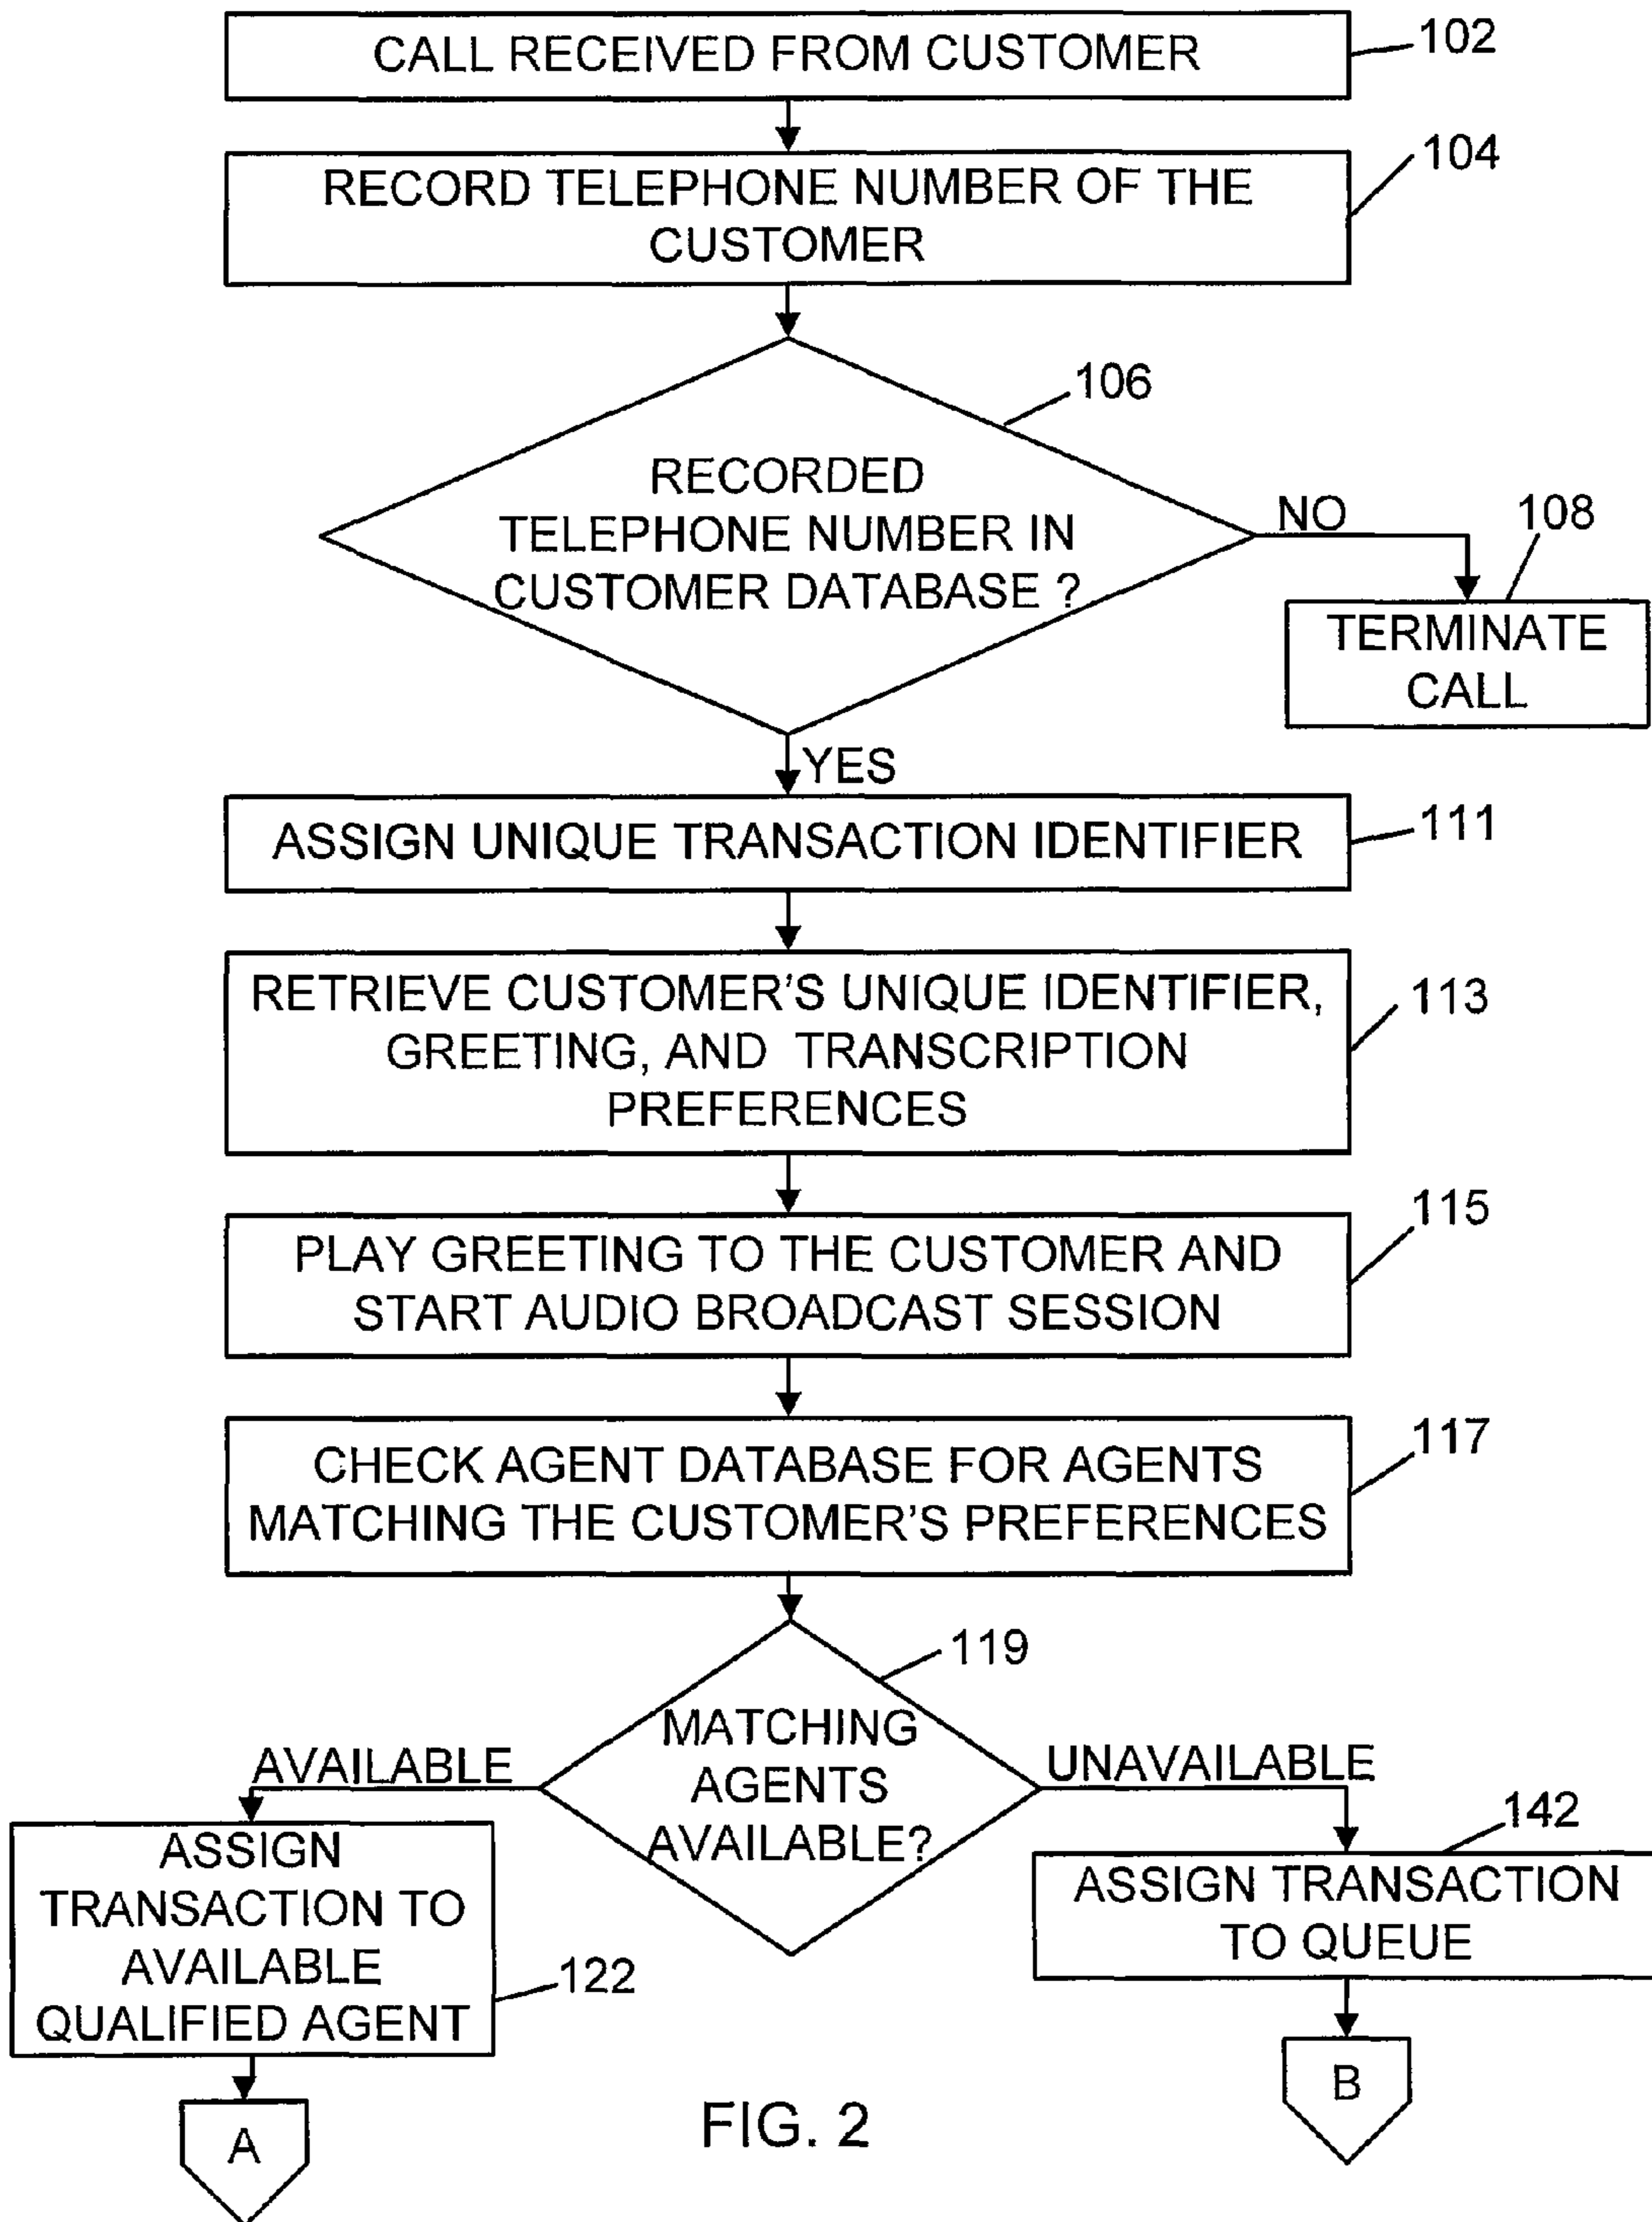 CALL RECEIVED FROM CUSTOMER
102
RECORD TELEPHONE NUMBER OF THE
CUSTOMER
104
106
RECORDED
TELEPHONE NUMBER IN
CUSTOMER DATABASE ?
NO
108
TERMINATE
CALL
YES
ASSIGN UNIQUE TRANSACTION IDENTIFIER
111
RETRIEVE CUSTOMER'S UNIQUE IDENTIFIER,
GREETING, AND TRANSCRIPTION
PREFERENCES
113
PLAY GREETING TO THE CUSTOMER AND
START AUDIO BROADCAST SESSION
115
CHECK AGENT DATABASE FOR AGENTS
MATCHING THE CUSTOMER'S PREFERENCES
117
119
MATCHING
AGENTS
AVAILABLE?
AVAILABLE
UNAVAILABLE
ASSIGN
TRANSACTION TO
AVAILABLE
QUALIFIED AGENT
122
142
ASSIGN TRANSACTION
TO QUEUE
A
B
FIG. 2